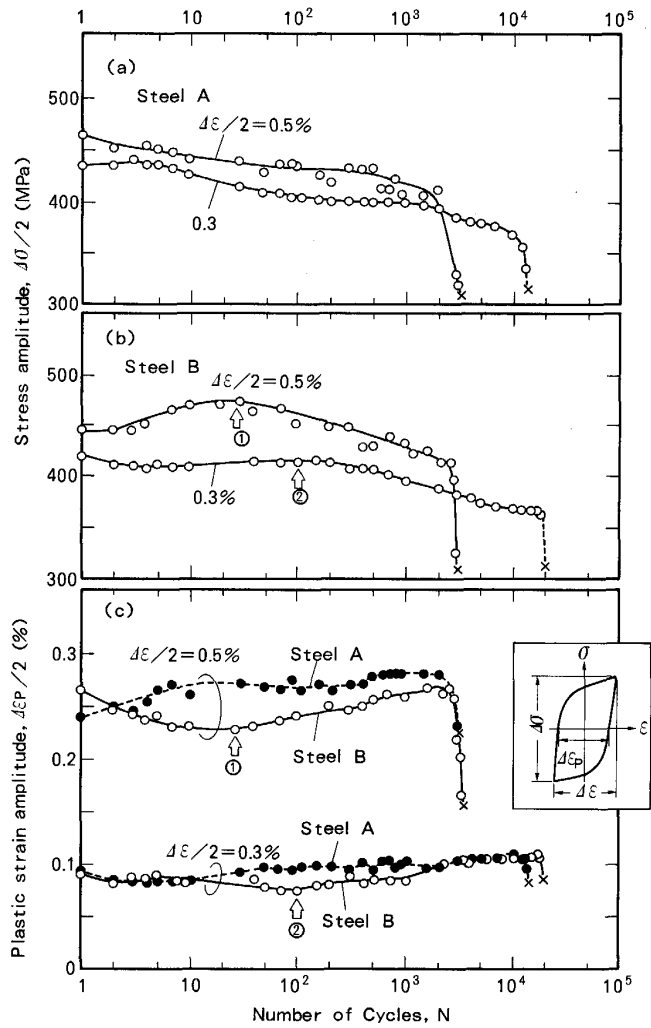 1 10 10² 10³ 10⁴ 10⁵
(a)
Steel A
Δε/2=0.5%
0.3
500
400
300
Stress amplitude, Δσ/2 (MPa)
(b)
Steel B
Δε/2=0.5%
①
0.3%
②
500
400
300
(c)
Δε/2=0.5%
Steel A
Steel B
①
Δε/2=0.3%
Steel A
Steel B
②
0.3
0.2
0.1
0
Plastic strain amplitude, Δεp/2 (%)
σ
ε
Δσ
Δεp
Δε
1 10 10² 10³ 10⁴ 10⁵
Number of Cycles, N